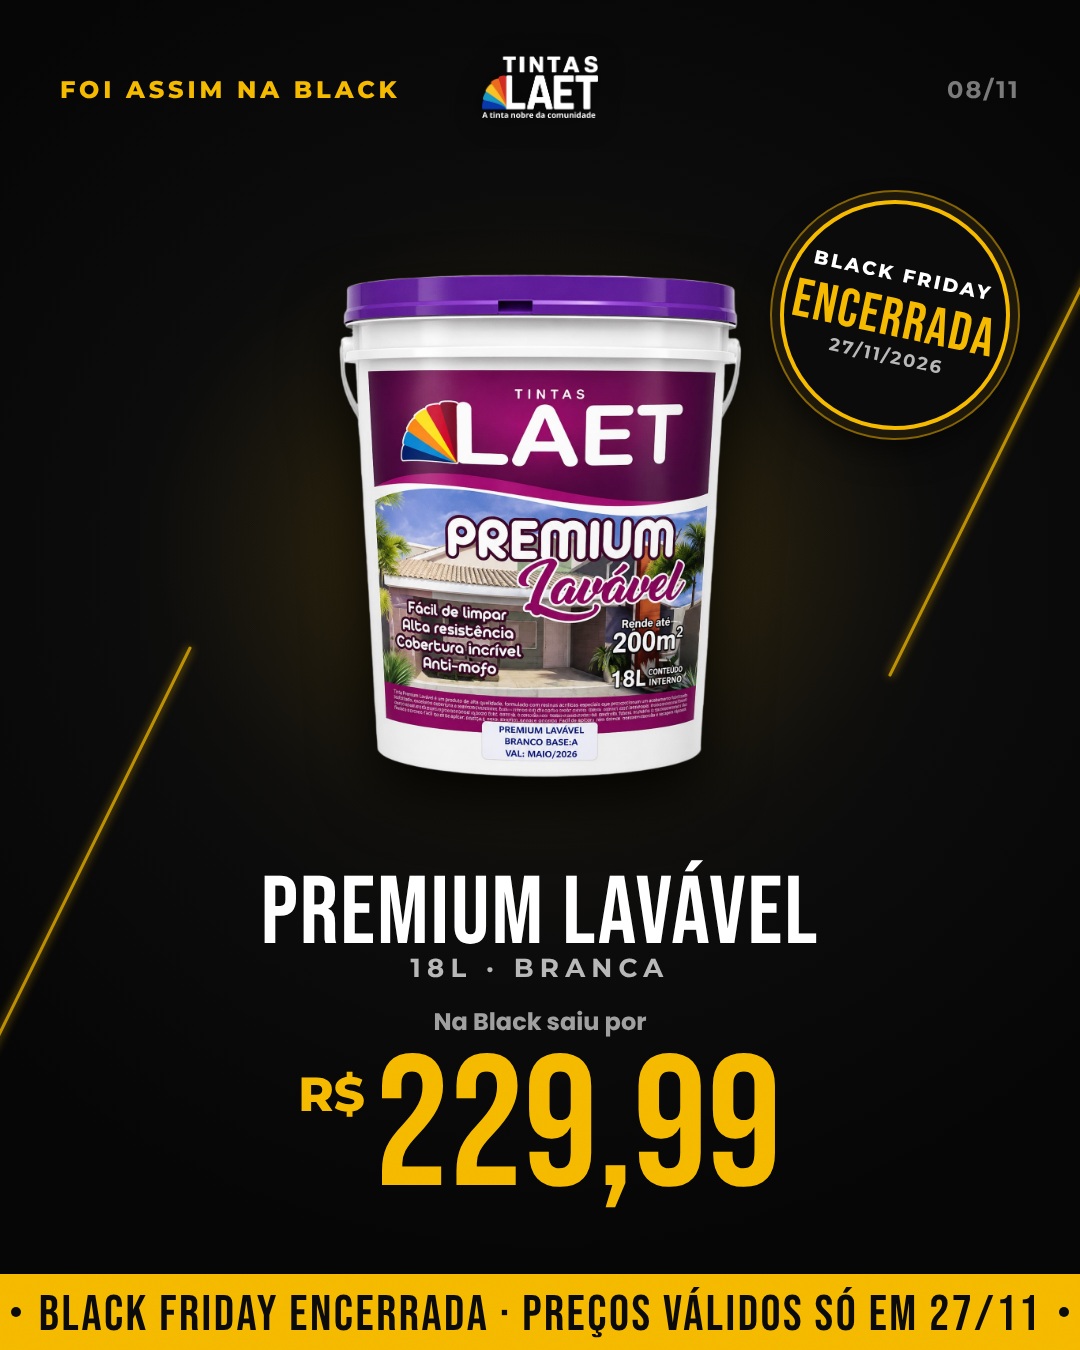 FOI ASSIM NA BLACK
TINTAS
LAET
A tinta nobre da comunidade
08/11
BLACK FRIDAY
ENCERRADA
27/11/2026
TINTAS
LAET
PREMIUM
Lavável
Fácil de limpar
Alta resistência
Cobertura incrível
Anti-mofo
Rende até
200m²
18L CONTEÚDO INTERNO
PREMIUM LAVÁVEL
BRANCO BASE:A
VAL: MAIO/2026
PREMIUM LAVÁVEL
18L · BRANCA
Na Black saiu por
R$ 229,99
• BLACK FRIDAY ENCERRADA · PREÇOS VÁLIDOS SÓ EM 27/11 •